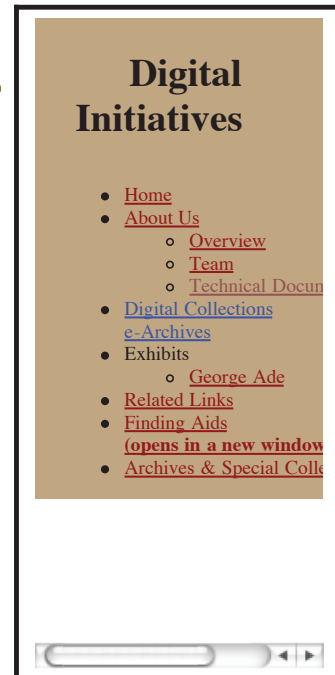 Digital
Initiatives
Home
About Us
Overview
Team
Technical Docum
Digital Collections
e-Archives
Exhibits
George Ade
Related Links
Finding Aids
(opens in a new window
Archives & Special Colle